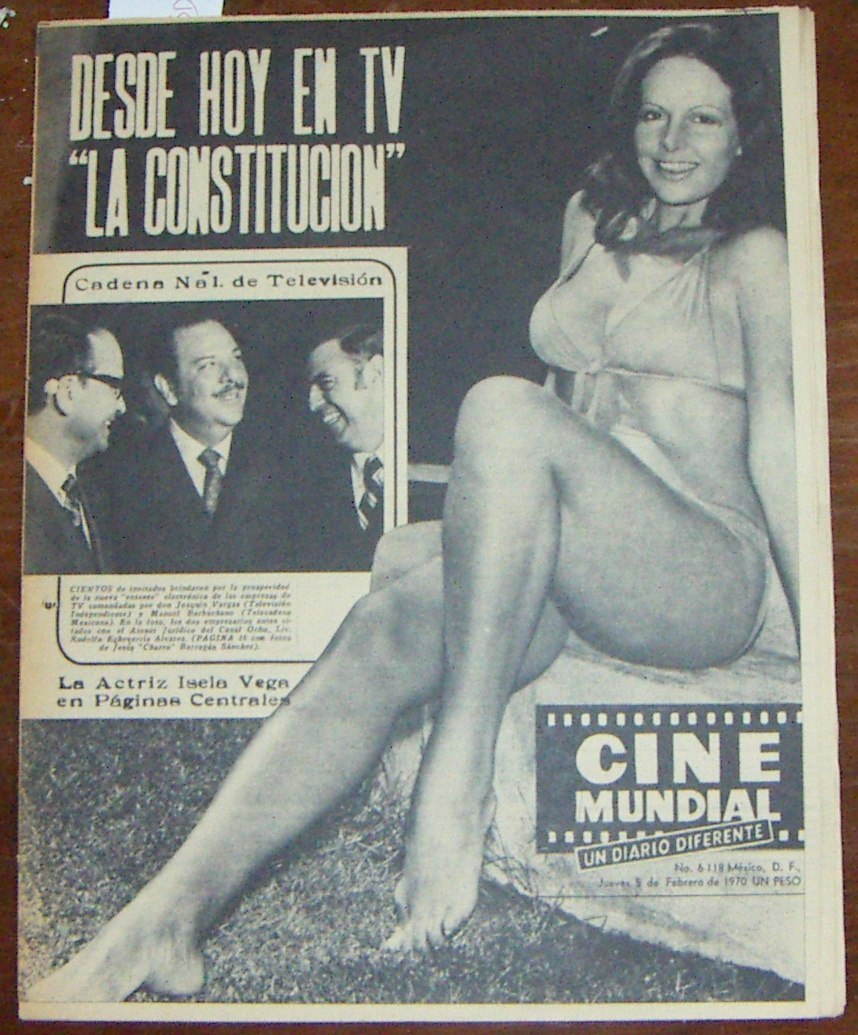 DESDE HOY EN TV
"LA CONSTITUCION"
Cadena Nal. de Televisión
CIENTOS de invitados brindaron por la prosperidad
de la nueva "entente" electrónica de las empresas de
TV comandadas por don Joaquín Vargas (Televisión
Independiente) y Manuel Barbachano (Telecadena
Mexicana). En la foto, los dos empresarios antes ci-
tados con el Asesor Jurídico del Canal Ocho, Lic.
Rodolfo Echeverría Alvarez. (PAGINA 16 con fotos
de Jesús "Charro" Barragán Sánchez).
La Actriz Isela Vega
en Páginas Centrales
CINE
MUNDIAL
UN DIARIO DIFERENTE
No. 6118 México, D. F.,
Jueves 5 de Febrero de 1970 UN PESO